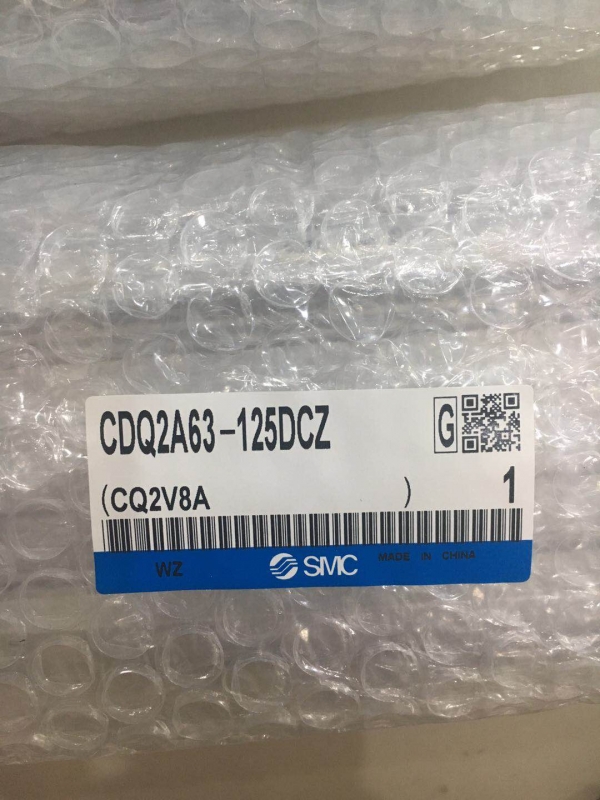 CDQ2A63-125DCZ
G
(CQ2V8A )
1
WZ
SMC
MADE IN CHINA